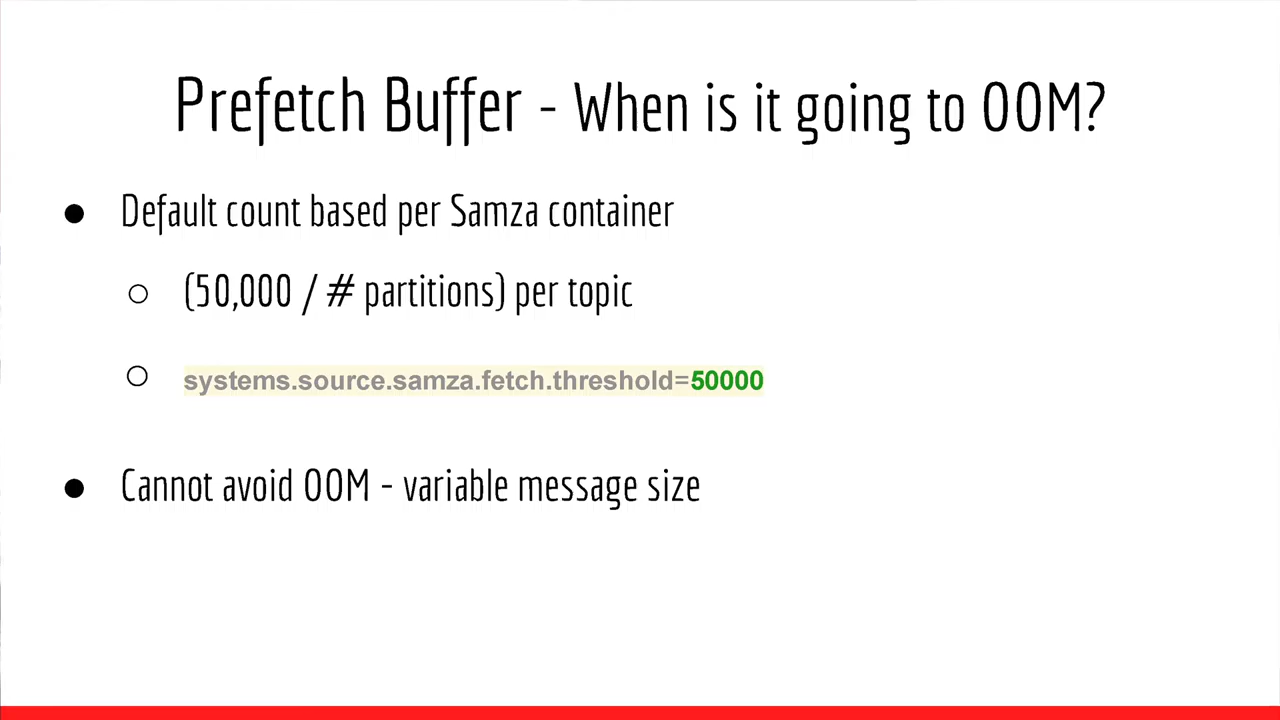 Prefetch Buffer - When is it going to OOM?
● Default count based per Samza container
○ (50,000 / # partitions) per topic
○ systems.source.samza.fetch.threshold=50000
● Cannot avoid OOM - variable message size